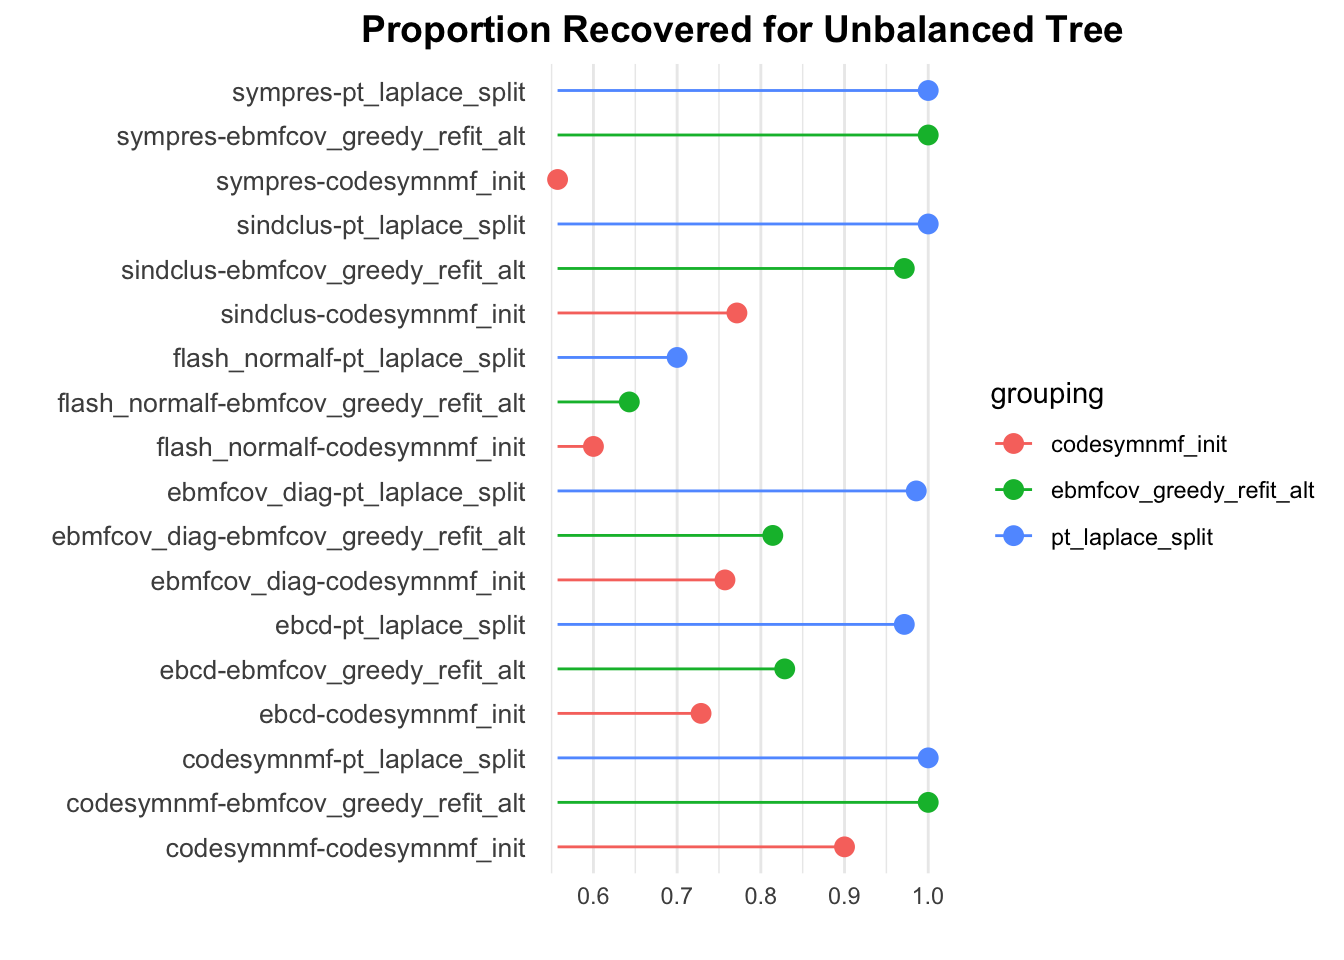 Proportion Recovered for Unbalanced Tree
sympres-pt_laplace_split
sympres-ebmfcov_greedy_refit_alt
sympres-codesymnmf_init
sindclus-pt_laplace_split
sindclus-ebmfcov_greedy_refit_alt
sindclus-codesymnmf_init
flash_normalf-pt_laplace_split
flash_normalf-ebmfcov_greedy_refit_alt
flash_normalf-codesymnmf_init
ebmfcov_diag-pt_laplace_split
ebmfcov_diag-ebmfcov_greedy_refit_alt
ebmfcov_diag-codesymnmf_init
ebcd-pt_laplace_split
ebcd-ebmfcov_greedy_refit_alt
ebcd-codesymnmf_init
codesymnmf-pt_laplace_split
codesymnmf-ebmfcov_greedy_refit_alt
codesymnmf-codesymnmf_init
0.6 0.7 0.8 0.9 1.0
grouping
codesymnmf_init
ebmfcov_greedy_refit_alt
pt_laplace_split